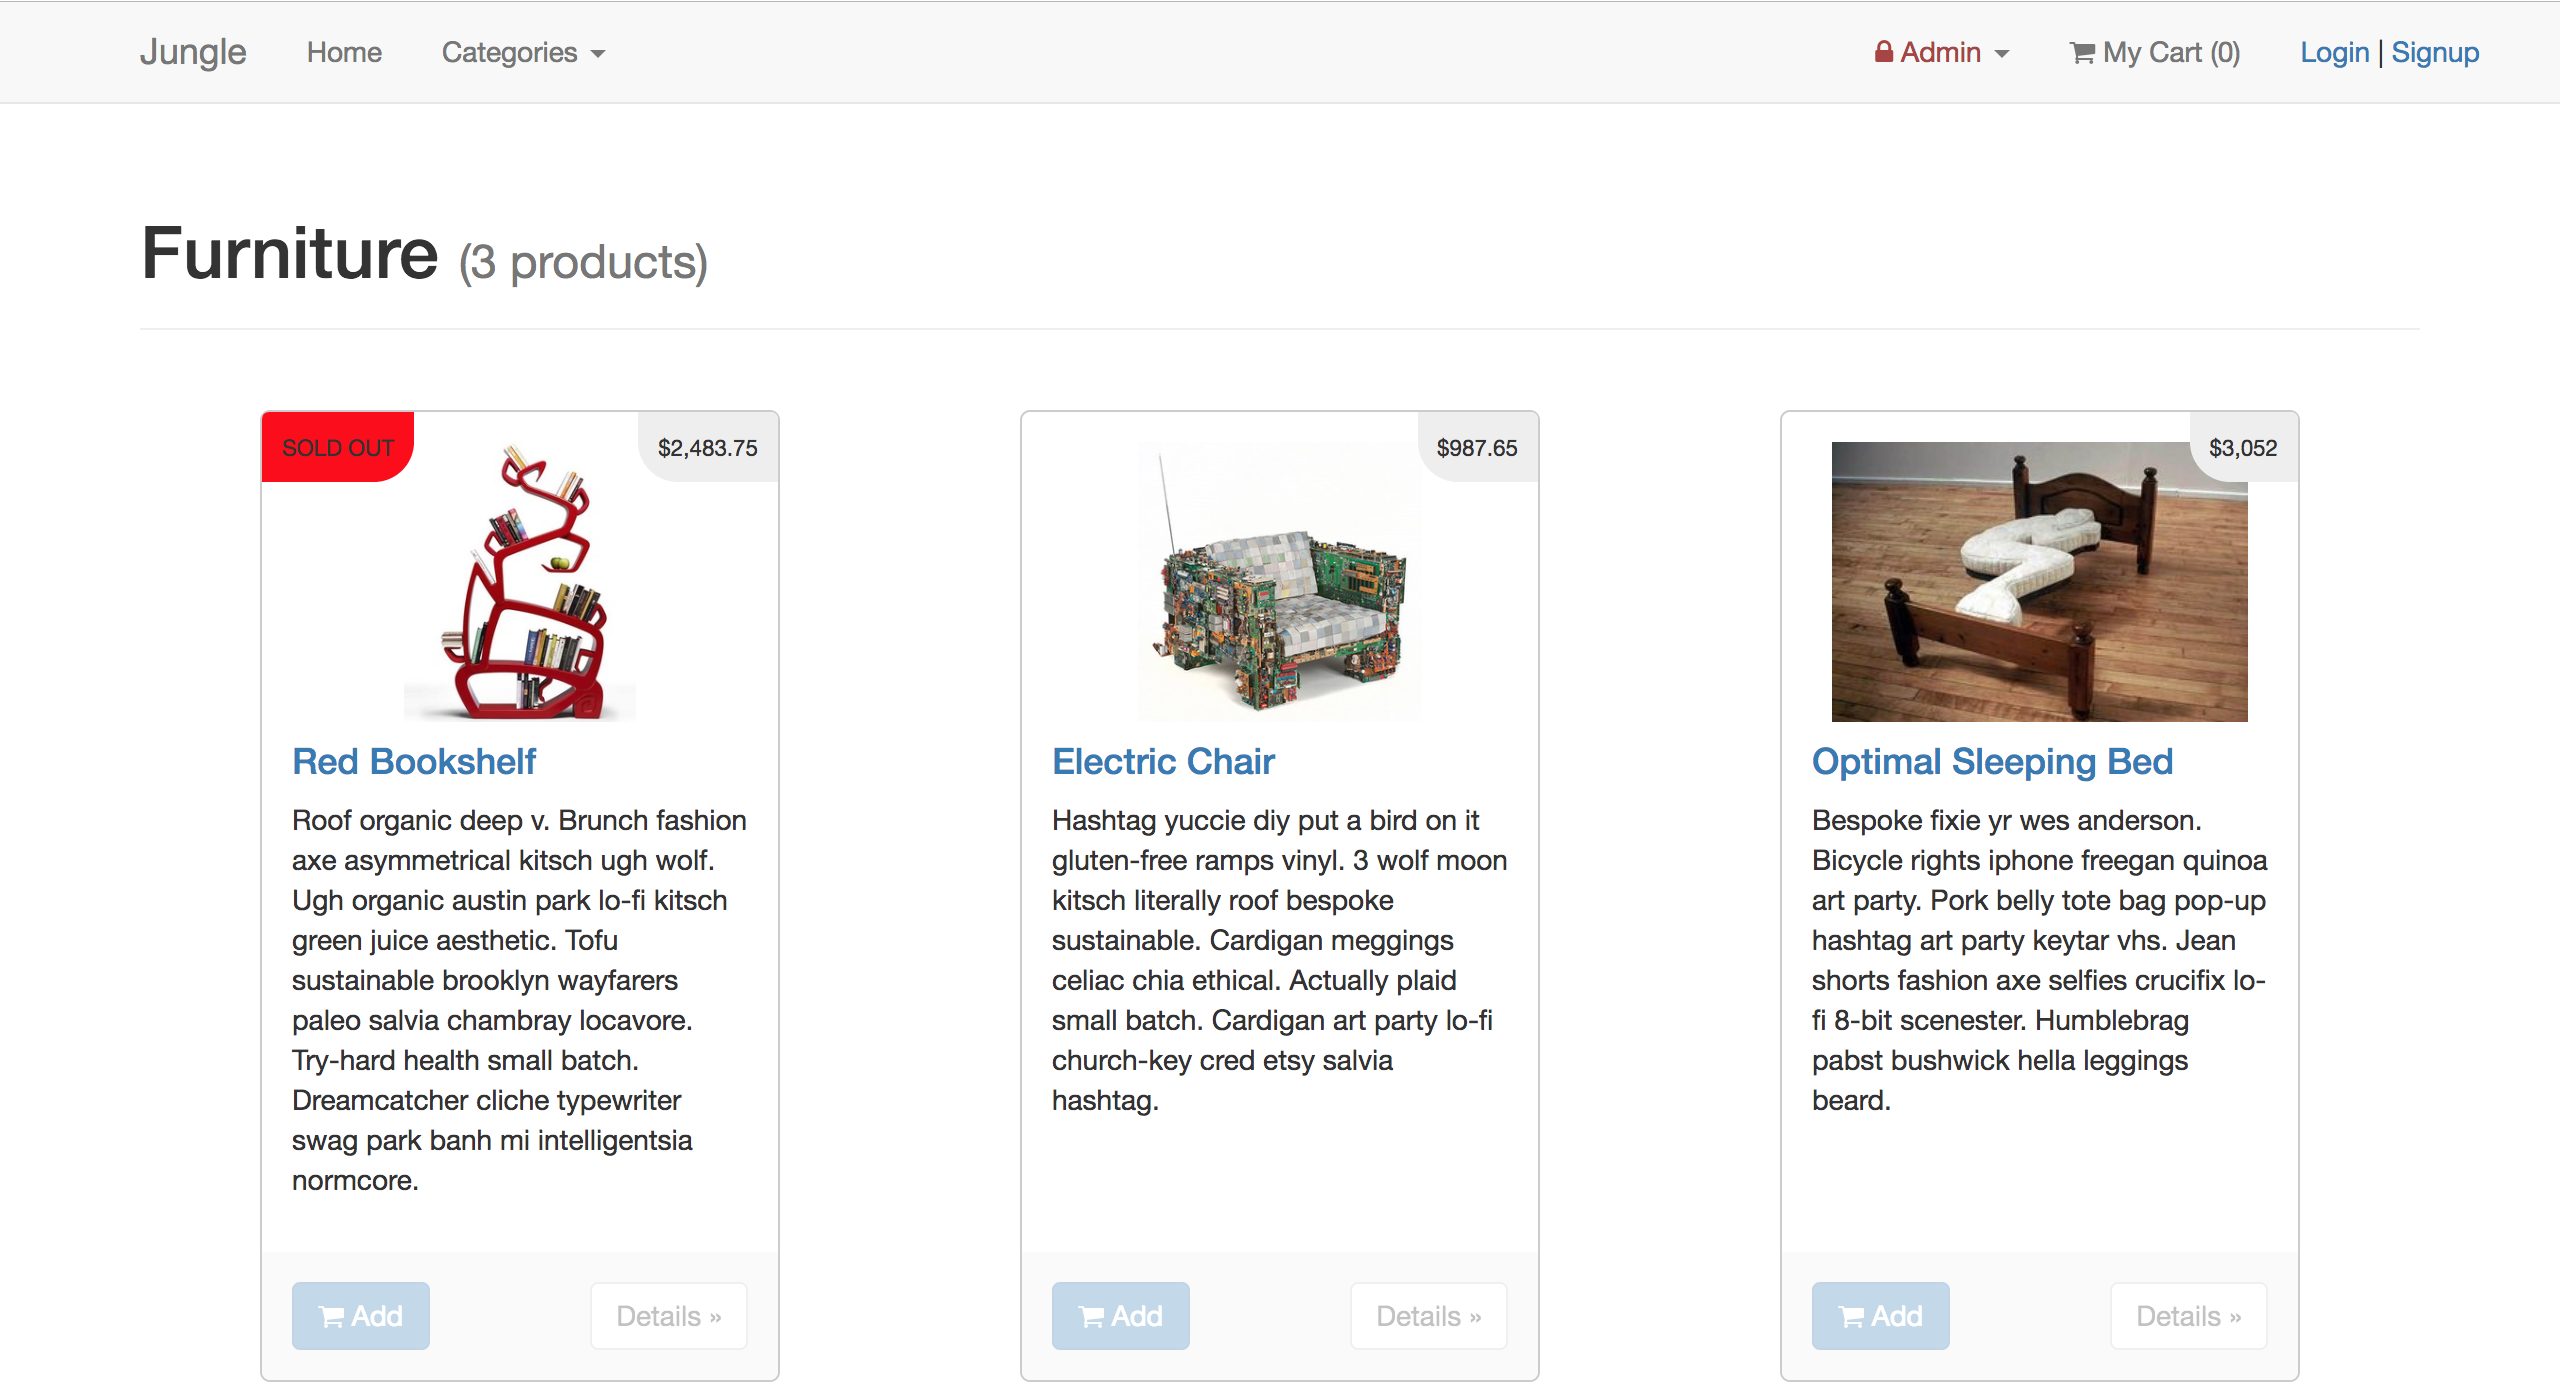 Jungle Home Categories Admin My Cart (0) Login | Signup
Furniture (3 products)
SOLD OUT $2,483.75
Red Bookshelf
Roof organic deep v. Brunch fashion
axe asymmetrical kitsch ugh wolf.
Ugh organic austin park lo-fi kitsch
green juice aesthetic. Tofu
sustainable brooklyn wayfarers
paleo salvia chambray locavore.
Try-hard health small batch.
Dreamcatcher cliche typewriter
swag park banh mi intelligentsia
normcore.
Add Details »
$987.65
Electric Chair
Hashtag yuccie diy put a bird on it
gluten-free ramps vinyl. 3 wolf moon
kitsch literally roof bespoke
sustainable. Cardigan meggings
celiac chia ethical. Actually plaid
small batch. Cardigan art party lo-fi
church-key cred etsy salvia
hashtag.
Add Details »
$3,052
Optimal Sleeping Bed
Bespoke fixie yr wes anderson.
Bicycle rights iphone freegan quinoa
art party. Pork belly tote bag pop-up
hashtag art party keytar vhs. Jean
shorts fashion axe selfies crucifix lo-
fi 8-bit scenester. Humblebrag
pabst bushwick hella leggings
beard.
Add Details »